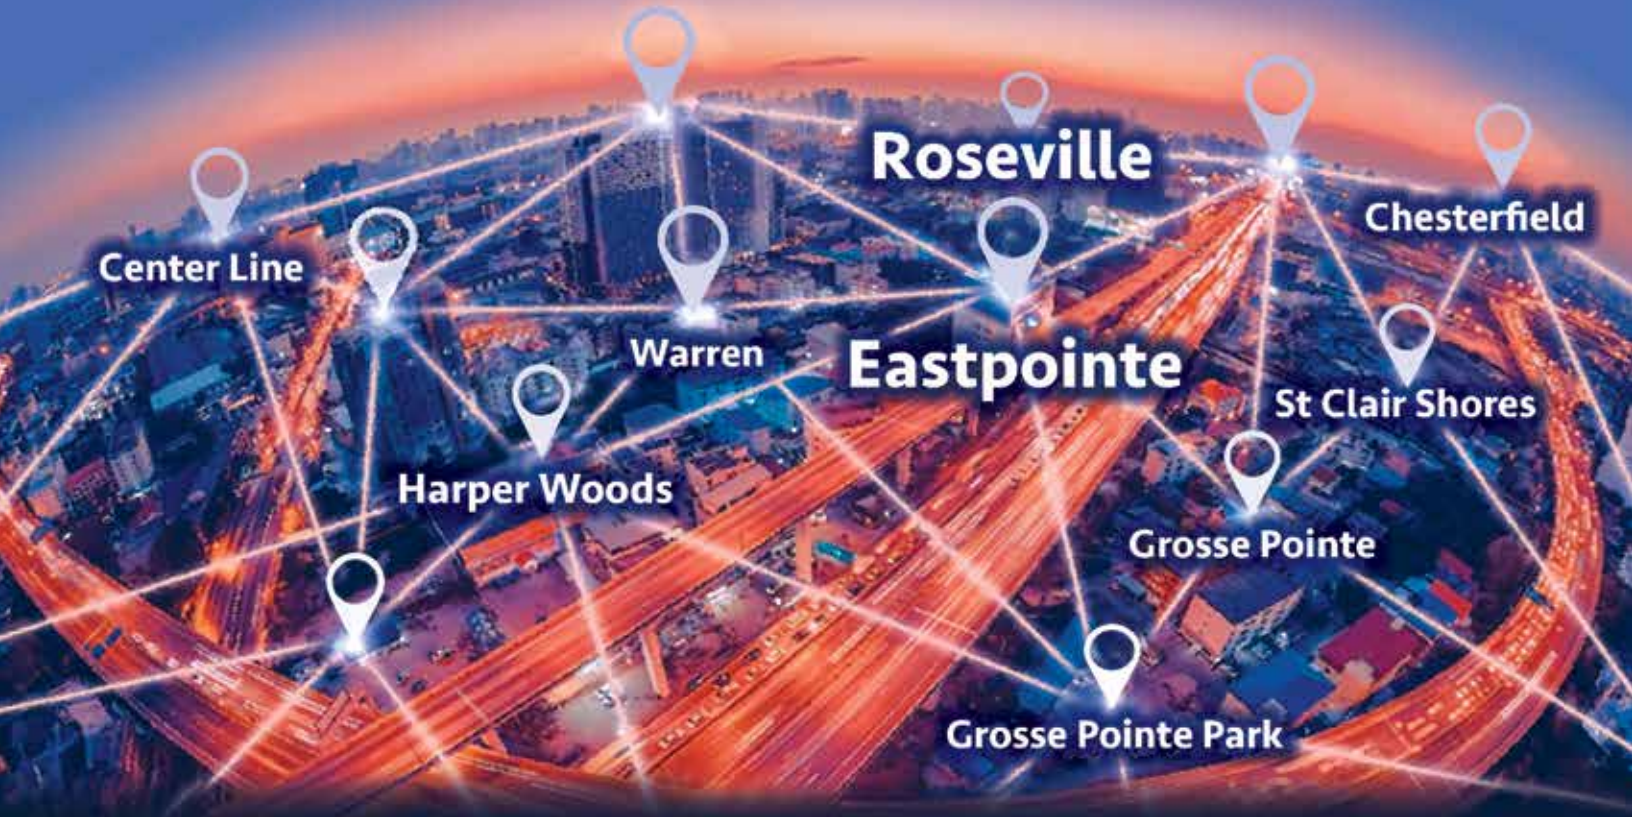 Roseville
Chesterfield
Center Line
Warren
Eastpointe
St Clair Shores
Harper Woods
Grosse Pointe
Grosse Pointe Park